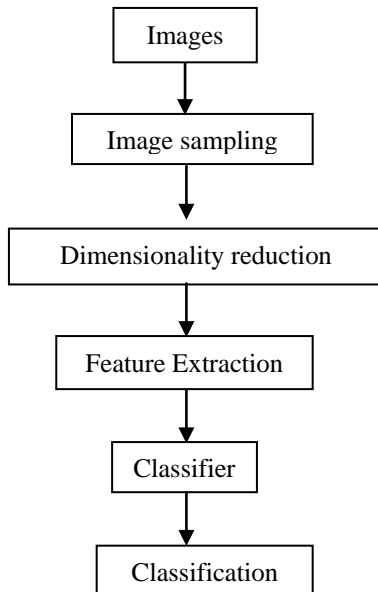 Images
Image sampling
Dimensionality reduction
Feature Extraction
Classifier
Classification